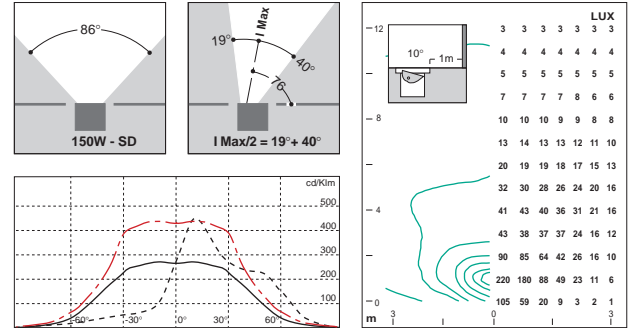 86°
150W - SD
19°
I Max
40°
76
I Max/2 = 19°+ 40°
cd/Klm
500
400
300
200
100
-60° -30° 0° 30° 60°
LUX
12
10°
1m
8
4
0
m
3 0 3
3 3 3 3 3 3 3
4 4 4 4 4 4 4
5 5 5 5 5 5 5
7 7 7 7 8 6 6
10 10 10 9 9 8 8
13 14 13 13 12 11 10
20 19 19 18 17 15 13
32 30 28 26 24 20 16
41 43 40 36 31 21 16
43 38 37 37 24 16 12
90 85 64 42 26 16 10
220 180 88 49 23 11 6
105 59 20 9 3 2 1